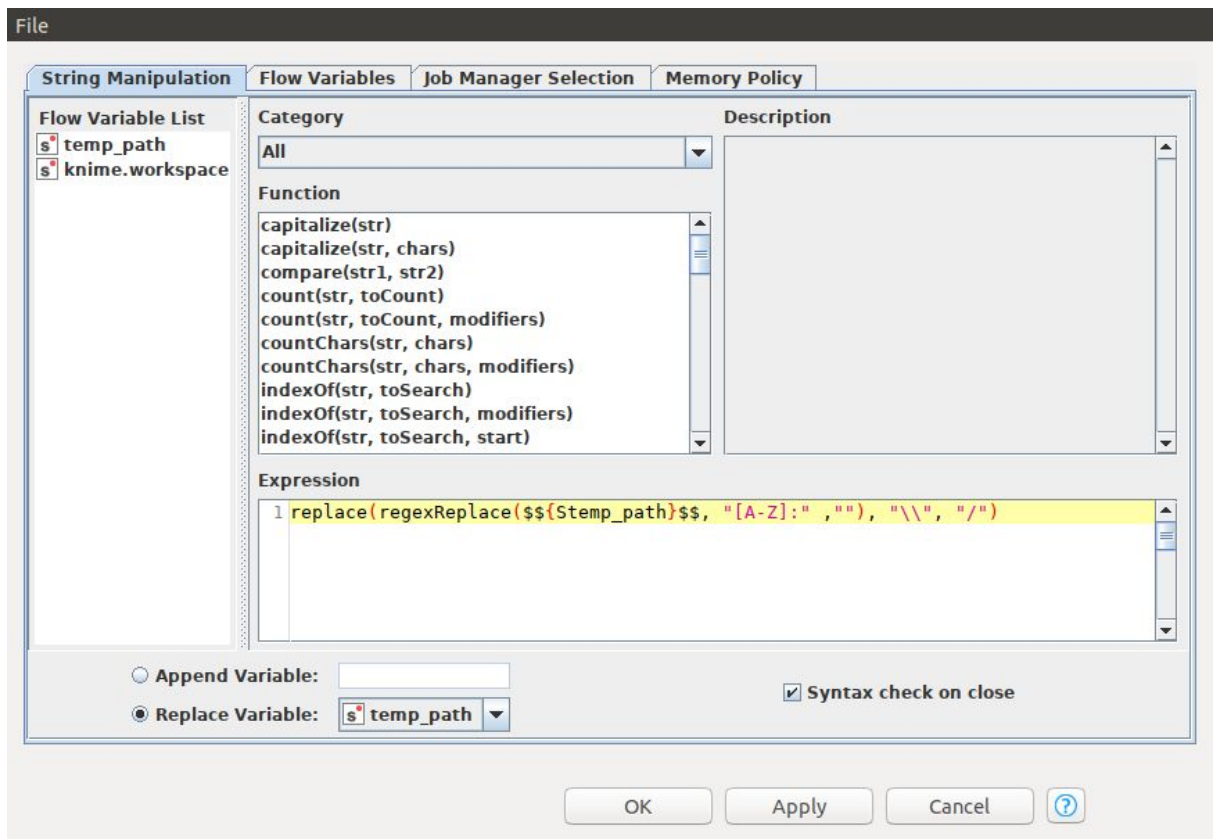 File
String Manipulation Flow Variables Job Manager Selection Memory Policy
Flow Variable List
s temp_path
s knime.workspace
Category
All
Function
capitalize(str)
capitalize(str, chars)
compare(str1, str2)
count(str, toCount)
count(str, toCount, modifiers)
countChars(str, chars)
countChars(str, chars, modifiers)
indexOf(str, toSearch)
indexOf(str, toSearch, modifiers)
indexOf(str, toSearch, start)
Description
Expression
1 replace(regexReplace($${Stemp_path}$$, "[A-Z]:" ,""), "\\", "/")
Append Variable:
Replace Variable: s temp_path
Syntax check on close
OK Apply Cancel ?